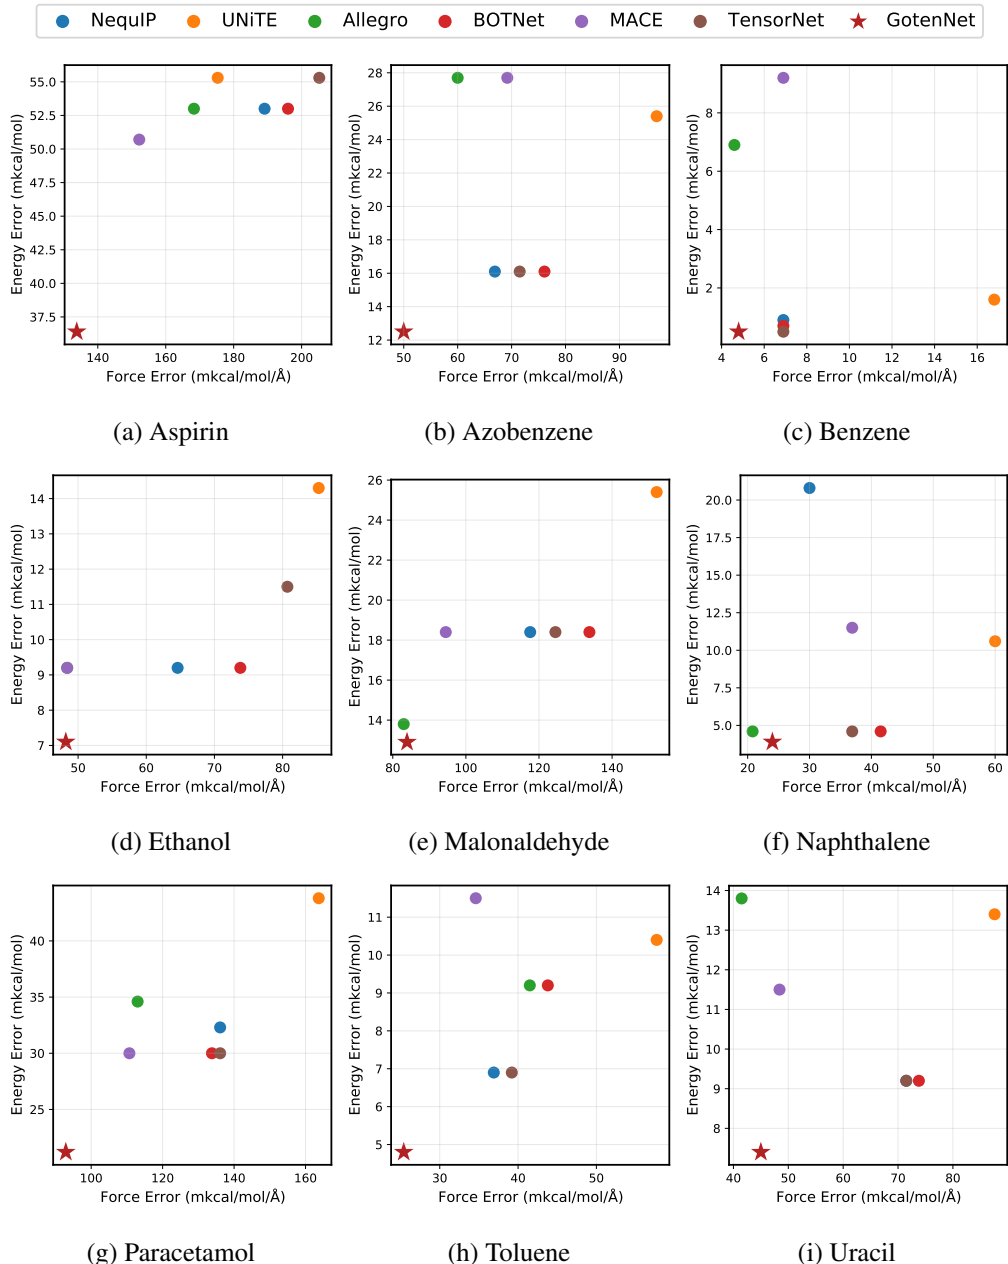 NequIP UNiTE Allegro BOTNet MACE TensorNet GotenNet
55.0
52.5
50.0
47.5
45.0
42.5
40.0
37.5
Energy Error (mkcal/mol)
140 160 180 200
Force Error (mkcal/mol/Å)
(a) Aspirin
28
26
24
22
20
18
16
14
12
Energy Error (mkcal/mol)
50 60 70 80 90
Force Error (mkcal/mol/Å)
(b) Azobenzene
8
6
4
2
Energy Error (mkcal/mol)
4 6 8 10 12 14 16
Force Error (mkcal/mol/Å)
(c) Benzene
14
13
12
11
10
9
8
7
Energy Error (mkcal/mol)
50 60 70 80
Force Error (mkcal/mol/Å)
(d) Ethanol
26
24
22
20
18
16
14
Energy Error (mkcal/mol)
80 100 120 140
Force Error (mkcal/mol/Å)
(e) Malonaldehyde
20.0
17.5
15.0
12.5
10.0
7.5
5.0
Energy Error (mkcal/mol)
20 30 40 50 60
Force Error (mkcal/mol/Å)
(f) Naphthalene
40
35
30
25
Energy Error (mkcal/mol)
100 120 140 160
Force Error (mkcal/mol/Å)
(g) Paracetamol
11
10
9
8
7
6
5
Energy Error (mkcal/mol)
30 40 50
Force Error (mkcal/mol/Å)
(h) Toluene
14
13
12
11
10
9
8
Energy Error (mkcal/mol)
40 50 60 70 80
Force Error (mkcal/mol/Å)
(i) Uracil